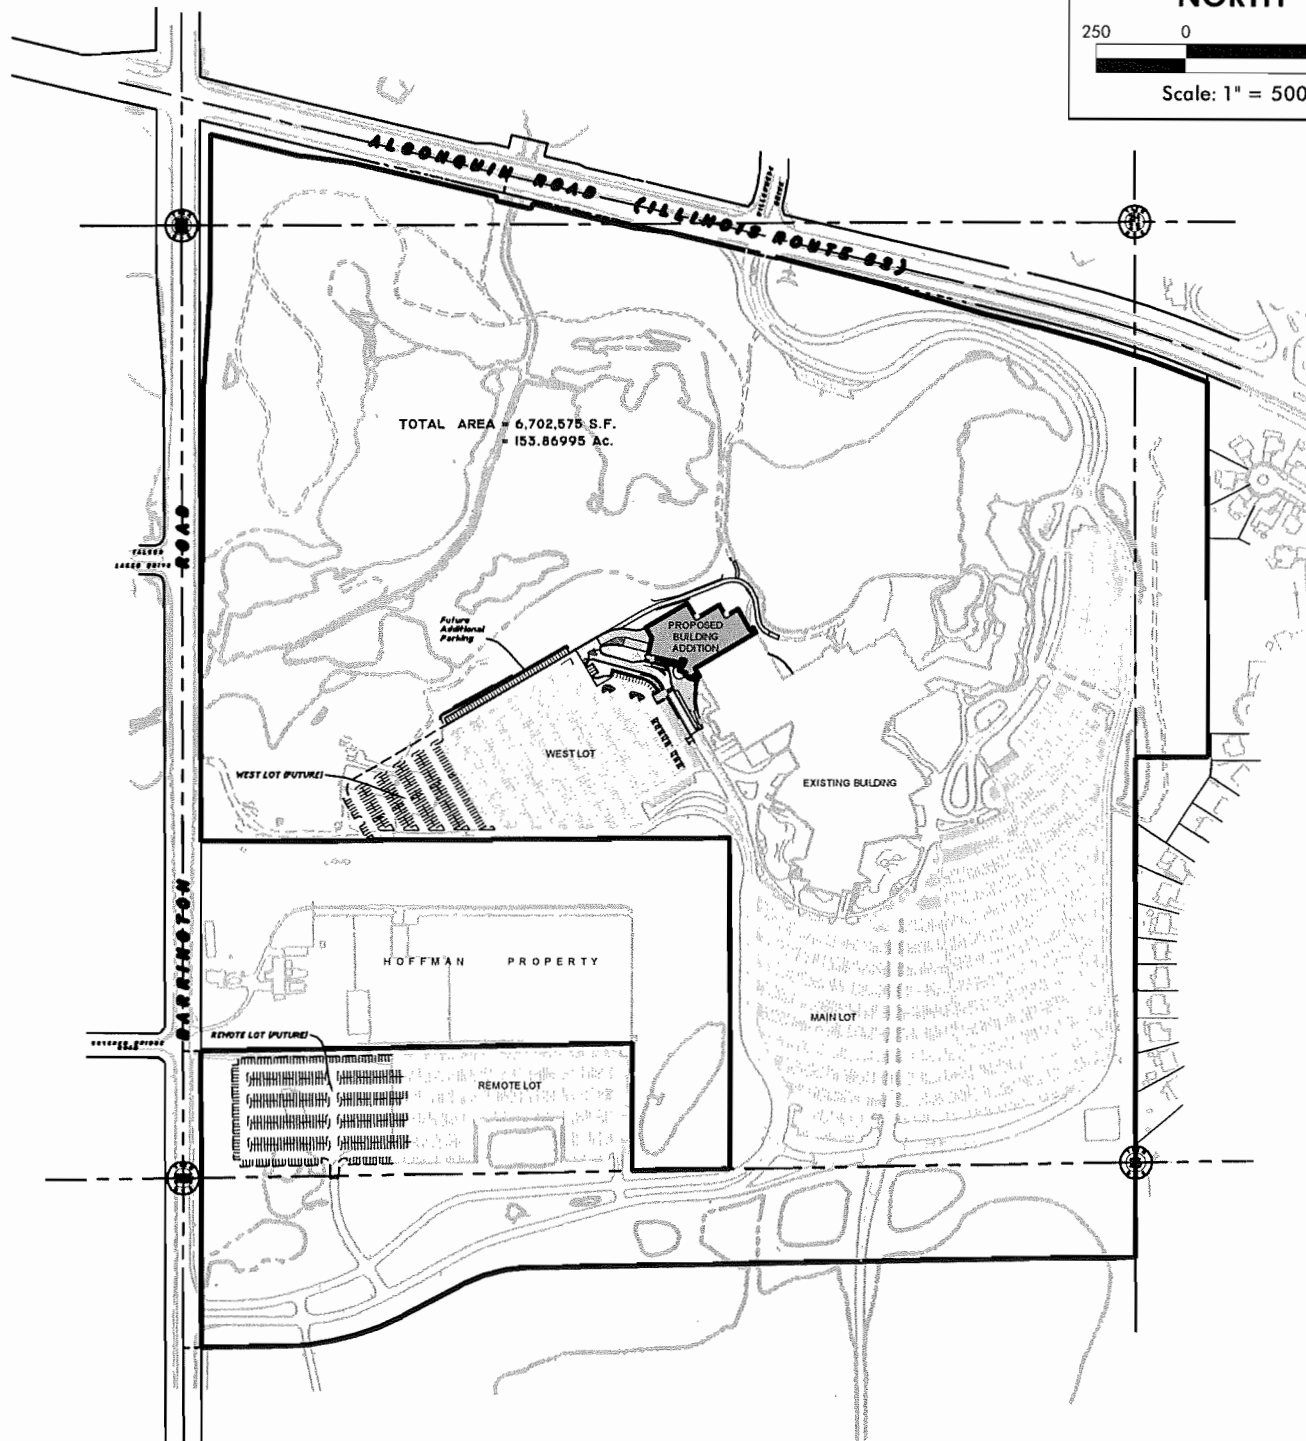 NORTH
250 0
Scale: 1" = 500
ALGONQUIN ROAD (ILLINOIS ROUTE 62)
TOTAL AREA = 6,702,575 S.F.
= 153.86995 Ac.
ROAD
Future
Additional
Parking
PROPOSED
BUILDING
ADDITION
WEST LOT
WEST LOT (FUTURE)
EXISTING BUILDING
BARRINGTON
HOFFMAN PROPERTY
REMOTE LOT (FUTURE)
MAIN LOT
REMOTE LOT